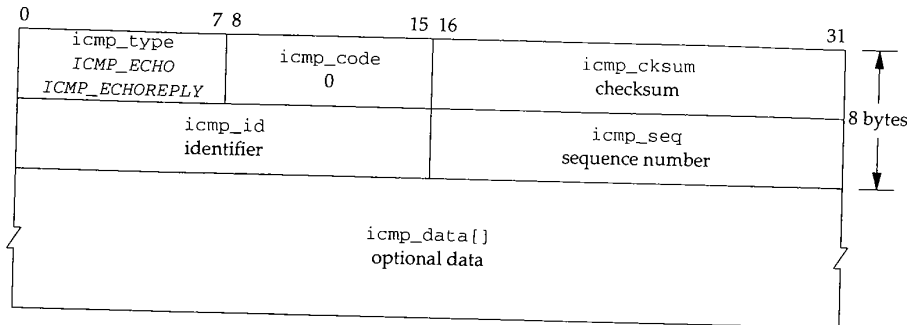 0 7 8 15 16 31
icmp_type
ICMP_ECHO
ICMP_ECHOREPLY
icmp_code
0
icmp_cksum
checksum
8 bytes
icmp_id
identifier
icmp_seq
sequence number
icmp_data[]
optional data